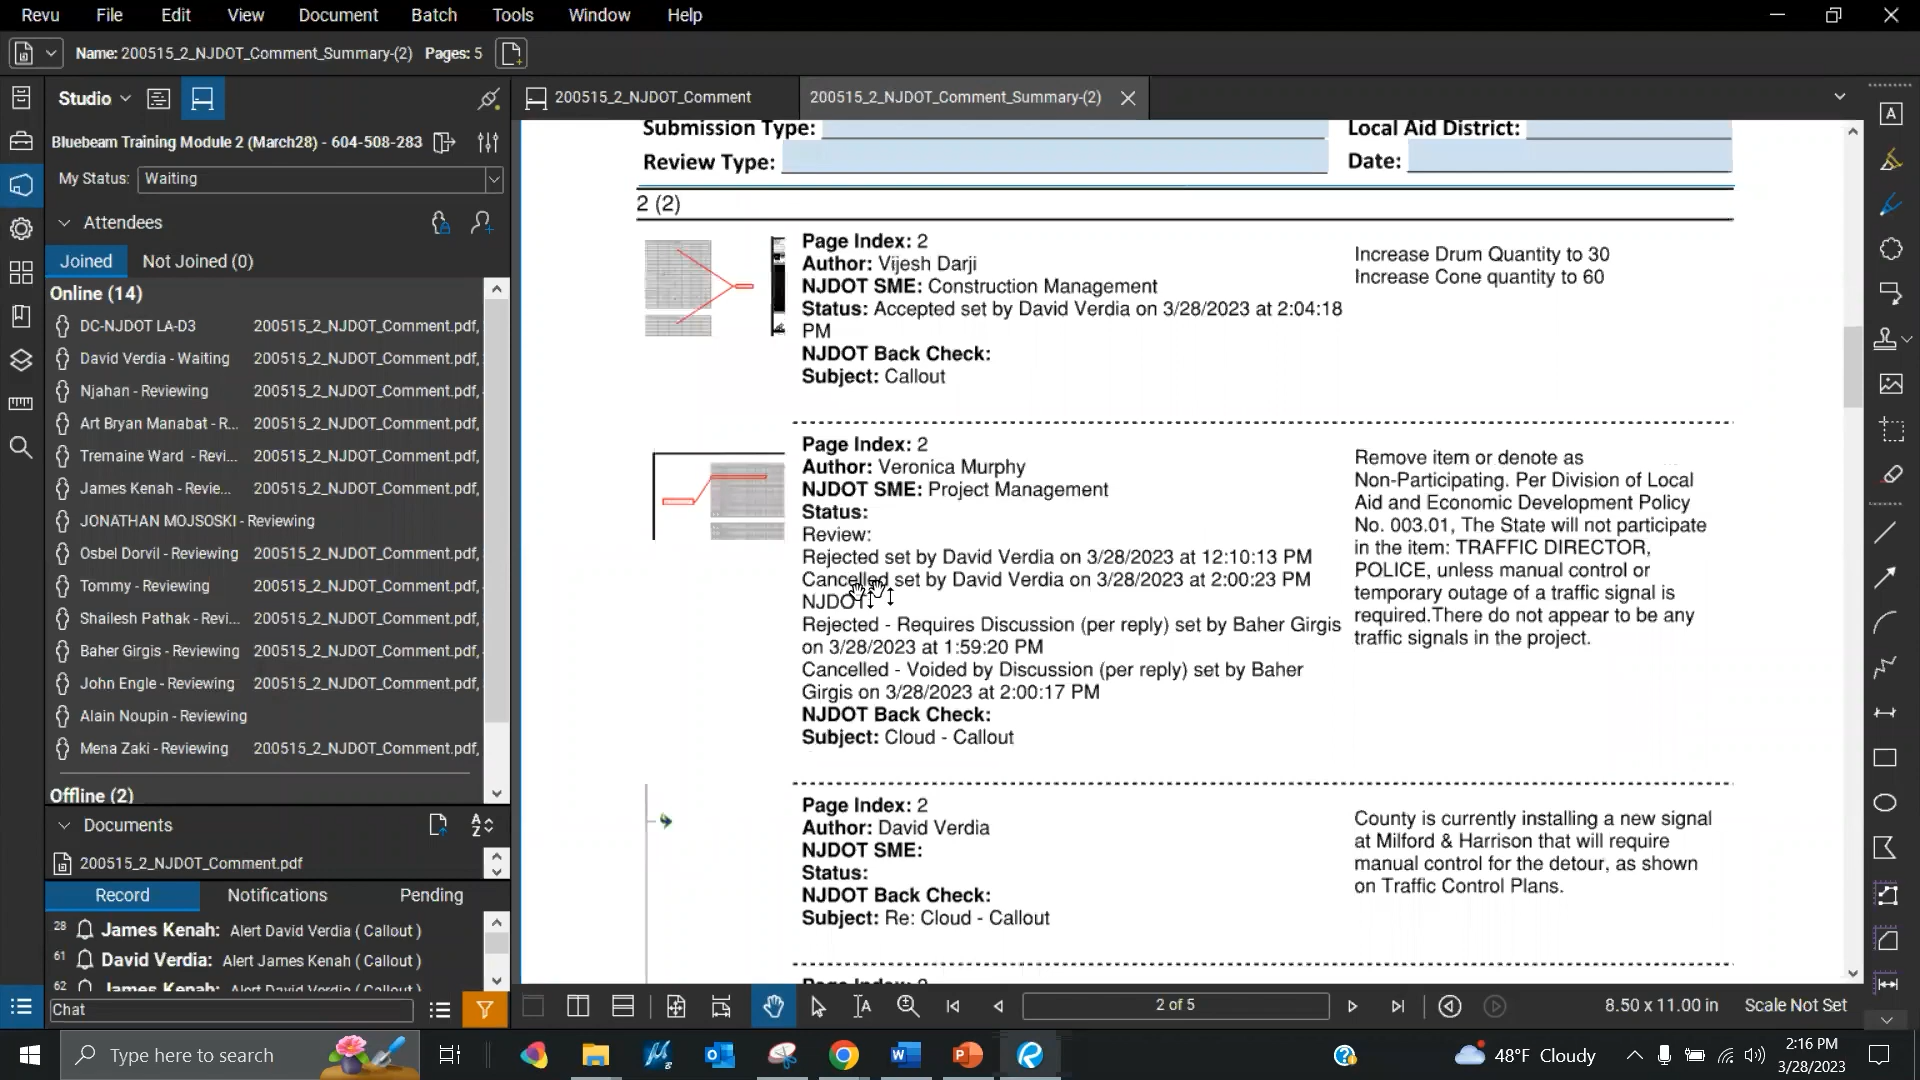 Revu File Edit View Document Batch Tools Window Help
Name: 200515_2_NJDOT_Comment_Summary-(2) Pages: 5
Studio
Bluebeam Training Module 2 (March28) - 604-508-283
My Status: Waiting
Attendees
Joined Not Joined (0)
Online (14)
DC-NJDOT LA-D3 200515_2_NJDOT_Comment.pdf,
David Verdia - Waiting 200515_2_NJDOT_Comment.pdf,
Njahan - Reviewing 200515_2_NJDOT_Comment.pdf,
Art Bryan Manabat - R... 200515_2_NJDOT_Comment.pdf,
Tremaine Ward - Revi... 200515_2_NJDOT_Comment.pdf,
James Kenah - Revie... 200515_2_NJDOT_Comment.pdf,
JONATHAN MOJSOSKI - Reviewing
Osbel Dorvil - Reviewing 200515_2_NJDOT_Comment.pdf,
Tommy - Reviewing 200515_2_NJDOT_Comment.pdf,
Shailesh Pathak - Revi... 200515_2_NJDOT_Comment.pdf,
Baher Girgis - Reviewing 200515_2_NJDOT_Comment.pdf,
John Engle - Reviewing 200515_2_NJDOT_Comment.pdf,
Alain Noupin - Reviewing
Mena Zaki - Reviewing 200515_2_NJDOT_Comment.pdf,
Offline (2)
Documents
200515_2_NJDOT_Comment.pdf
Record Notifications Pending
28 James Kenah: Alert David Verdia ( Callout )
61 David Verdia: Alert James Kenah ( Callout )
62 James Kenah: Alert David Verdia ( Callout )
Chat
200515_2_NJDOT_Comment 200515_2_NJDOT_Comment_Summary-(2)
Submission Type: Local Aid District:
Review Type: Date:
2 (2)
Page Index: 2
Author: Vijesh Darji
NJDOT SME: Construction Management
Status: Accepted set by David Verdia on 3/28/2023 at 2:04:18
PM
NJDOT Back Check:
Subject: Callout
Increase Drum Quantity to 30
Increase Cone quantity to 60
Page Index: 2
Author: Veronica Murphy
NJDOT SME: Project Management
Status:
Review:
Rejected set by David Verdia on 3/28/2023 at 12:10:13 PM
Cancelled set by David Verdia on 3/28/2023 at 2:00:23 PM
NJDOT:
Rejected - Requires Discussion (per reply) set by Baher Girgis
on 3/28/2023 at 1:59:20 PM
Cancelled - Voided by Discussion (per reply) set by Baher
Girgis on 3/28/2023 at 2:00:17 PM
NJDOT Back Check:
Subject: Cloud - Callout
Remove item or denote as
Non-Participating. Per Division of Local
Aid and Economic Development Policy
No. 003.01, The State will not participate
in the item: TRAFFIC DIRECTOR,
POLICE, unless manual control or
temporary outage of a traffic signal is
required.There do not appear to be any
traffic signals in the project.
Page Index: 2
Author: David Verdia
NJDOT SME:
Status:
NJDOT Back Check:
Subject: Re: Cloud - Callout
County is currently installing a new signal
at Milford & Harrison that will require
manual control for the detour, as shown
on Traffic Control Plans.
2 of 5
8.50 x 11.00 in Scale Not Set
Type here to search
48°F Cloudy
2:16 PM
3/28/2023